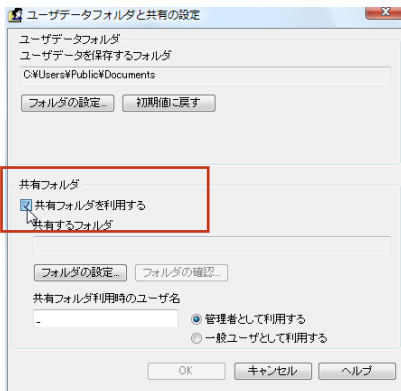 ユーザデータフォルダと共有の設定
ユーザデータフォルダ
ユーザデータを保存するフォルダ
C:¥Users¥Public¥Documents
フォルダの設定... 初期値に戻す
共有フォルダ
共有フォルダを利用する
共有するフォルダ
フォルダの設定... フォルダの確認...
共有フォルダ利用時のユーザ名
-
管理者として利用する
一般ユーザとして利用する
OK キャンセル ヘルプ